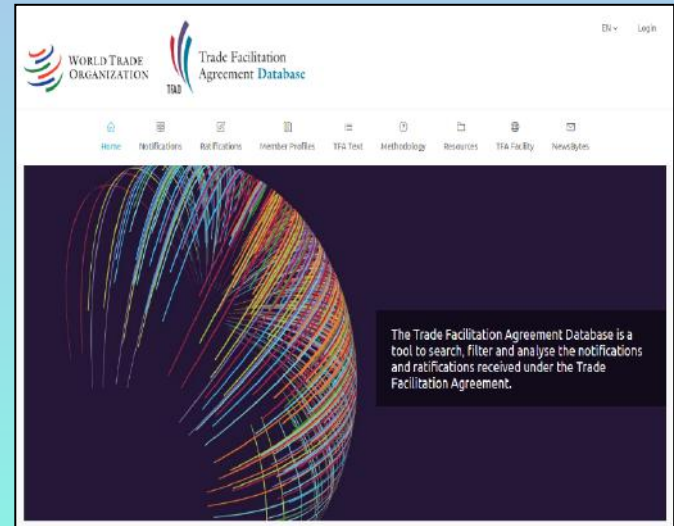 EN
Login
WORLD TRADE
ORGANIZATION
TFAD
Trade Facilitation
Agreement Database
Home Notifications Ratifications Member Profiles TFA Text Methodology Resources TFA Facility NewsBytes
The Trade Facilitation Agreement Database is a
tool to search, filter and analyse the notifications
and ratifications received under the Trade
Facilitation Agreement.